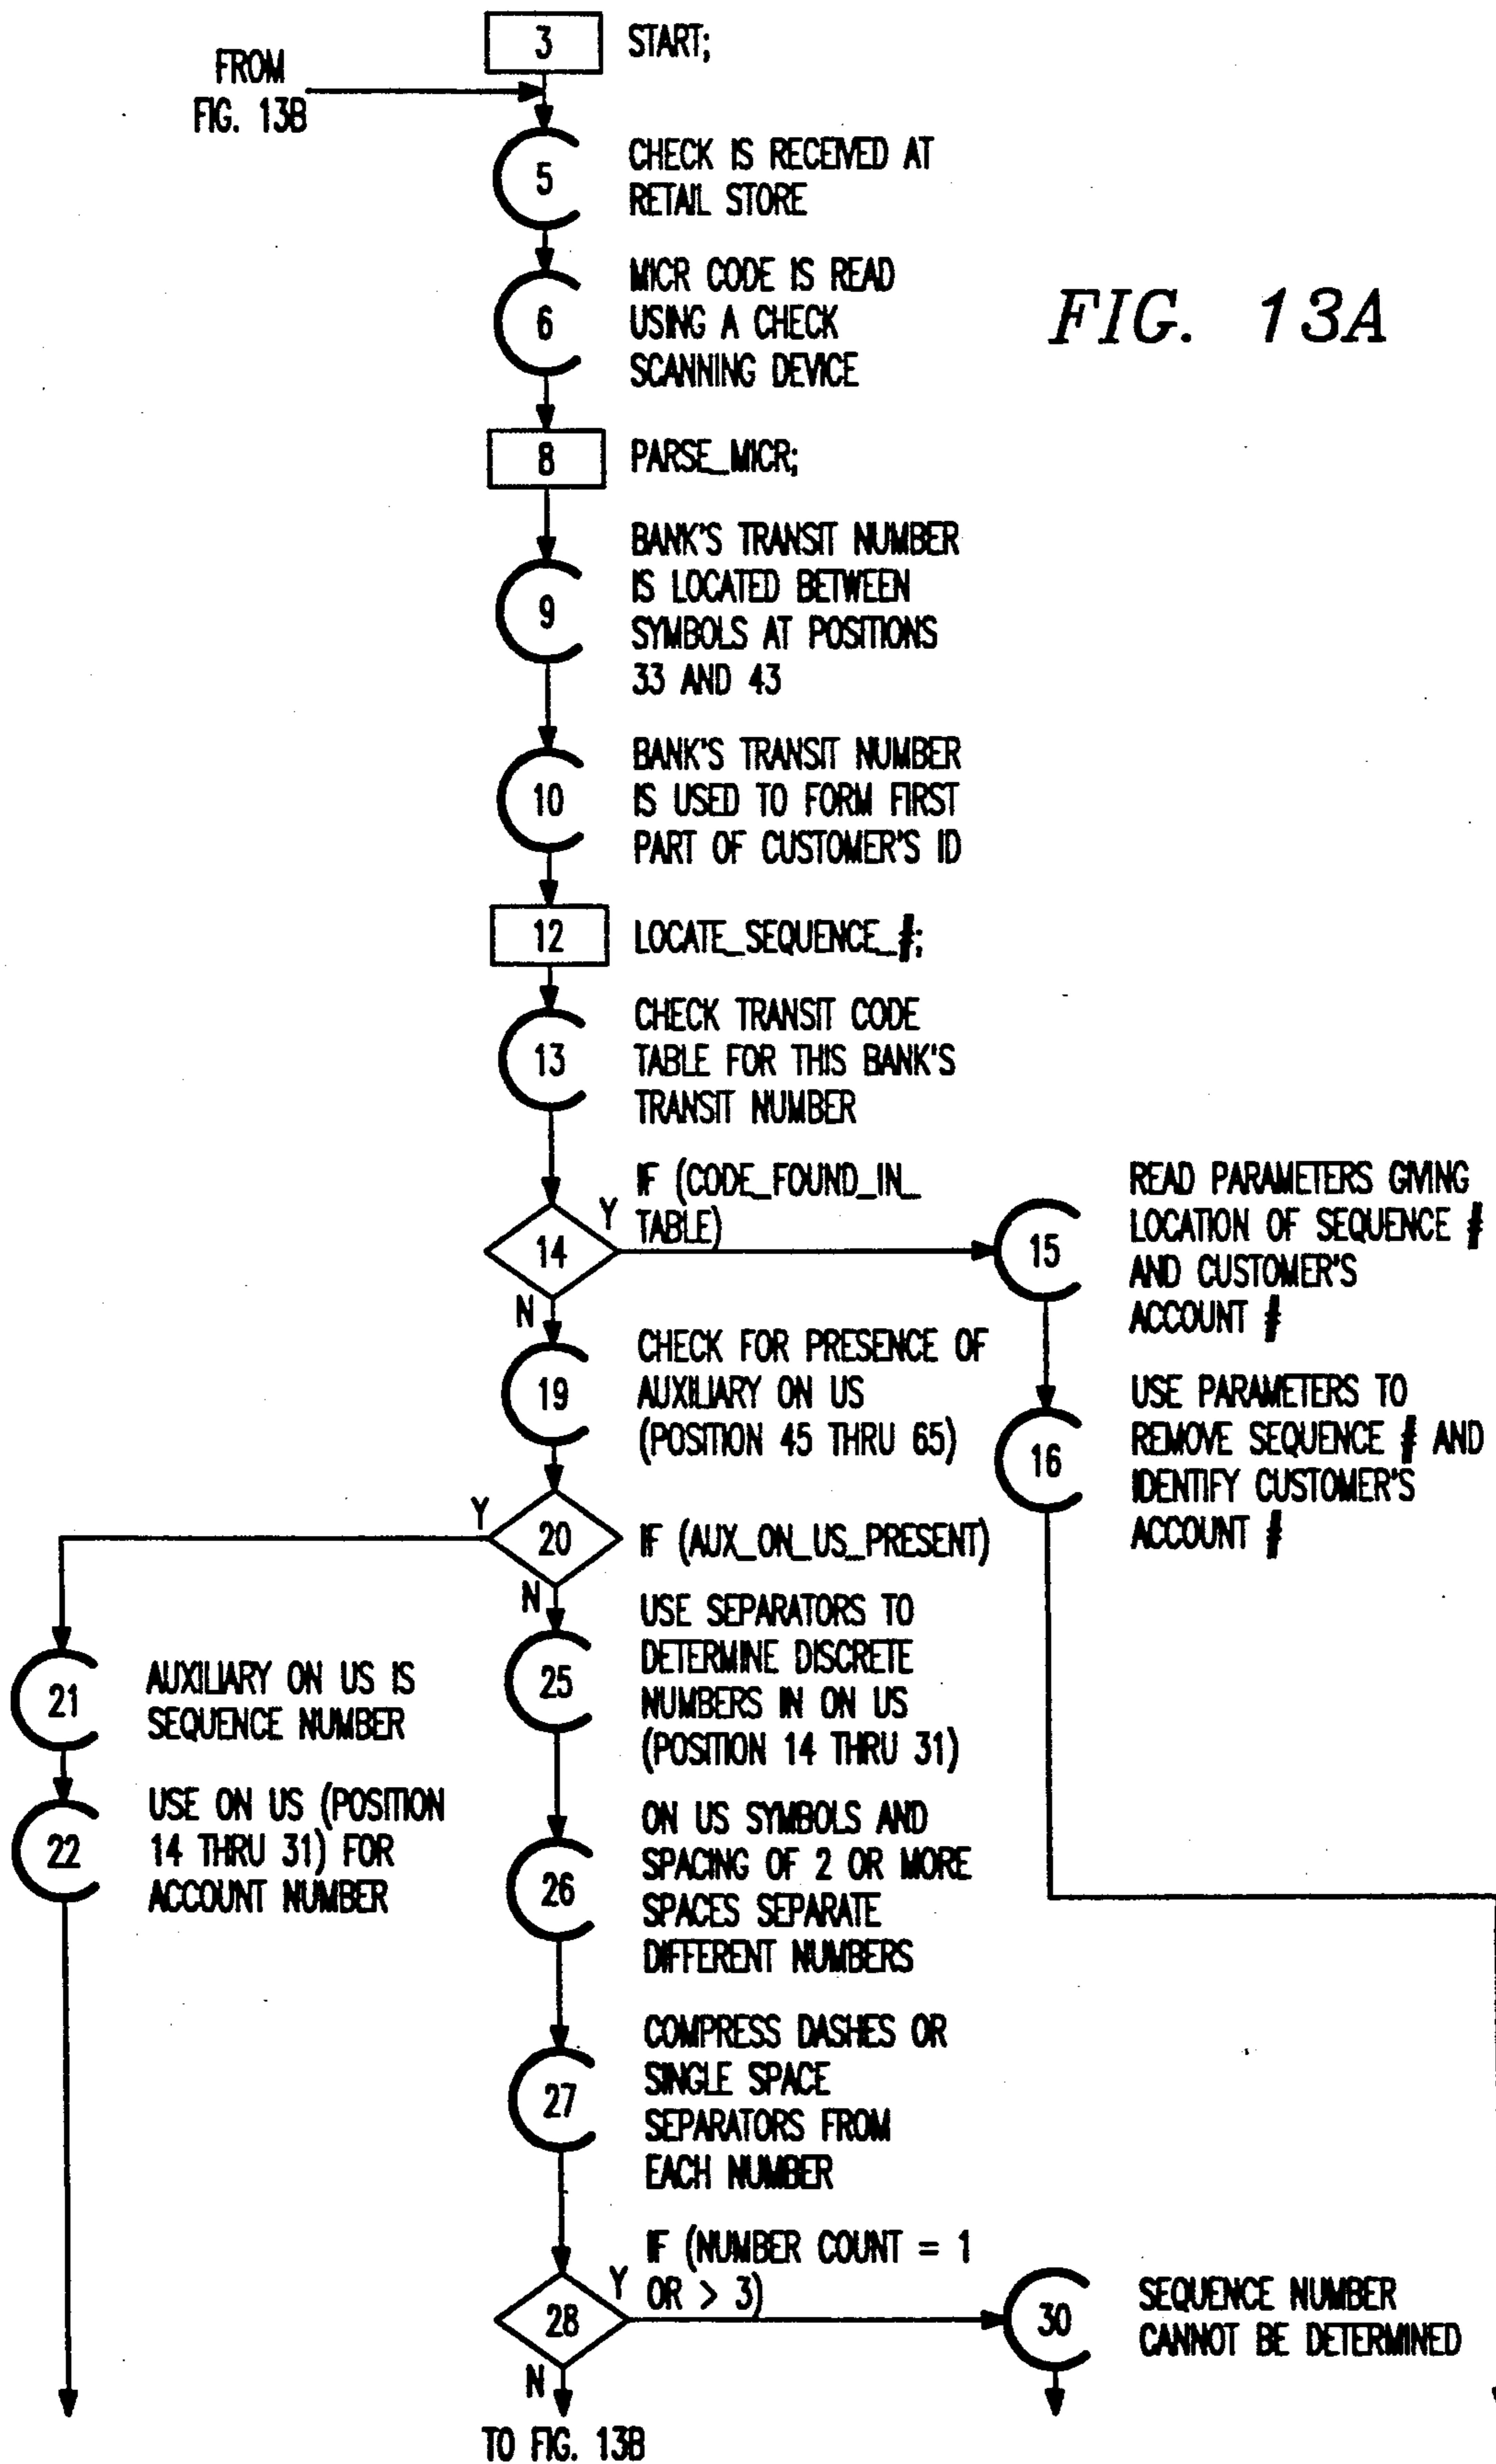 3 START;
FROM
FIG. 13B
5
CHECK IS RECEIVED AT
RETAIL STORE
FIG. 13A
6
MICR CODE IS READ
USING A CHECK
SCANNING DEVICE
8 PARSE_MICR;
9
BANK'S TRANSIT NUMBER
IS LOCATED BETWEEN
SYMBOLS AT POSITIONS
33 AND 43
10
BANK'S TRANSIT NUMBER
IS USED TO FORM FIRST
PART OF CUSTOMER'S ID
12 LOCATE_SEQUENCE_#;
13
CHECK TRANSIT CODE
TABLE FOR THIS BANK'S
TRANSIT NUMBER
14
Y
IF (CODE_FOUND_IN_
TABLE)
N
15
READ PARAMETERS GIVING
LOCATION OF SEQUENCE #
AND CUSTOMER'S
ACCOUNT #
16
USE PARAMETERS TO
REMOVE SEQUENCE # AND
IDENTIFY CUSTOMER'S
ACCOUNT #
19
CHECK FOR PRESENCE OF
AUXILIARY ON US
(POSITION 45 THRU 65)
Y
20 IF (AUX_ON_US_PRESENT)
N
21
AUXILIARY ON US IS
SEQUENCE NUMBER
22
USE ON US (POSITION
14 THRU 31) FOR
ACCOUNT NUMBER
25
USE SEPARATORS TO
DETERMINE DISCRETE
NUMBERS IN ON US
(POSITION 14 THRU 31)
26
ON US SYMBOLS AND
SPACING OF 2 OR MORE
SPACES SEPARATE
DIFFERENT NUMBERS
27
COMPRESS DASHES OR
SINGLE SPACE
SEPARATORS FROM
EACH NUMBER
28
Y
IF (NUMBER COUNT = 1
OR > 3)
N
30
SEQUENCE NUMBER
CANNOT BE DETERMINED
TO FIG. 13B